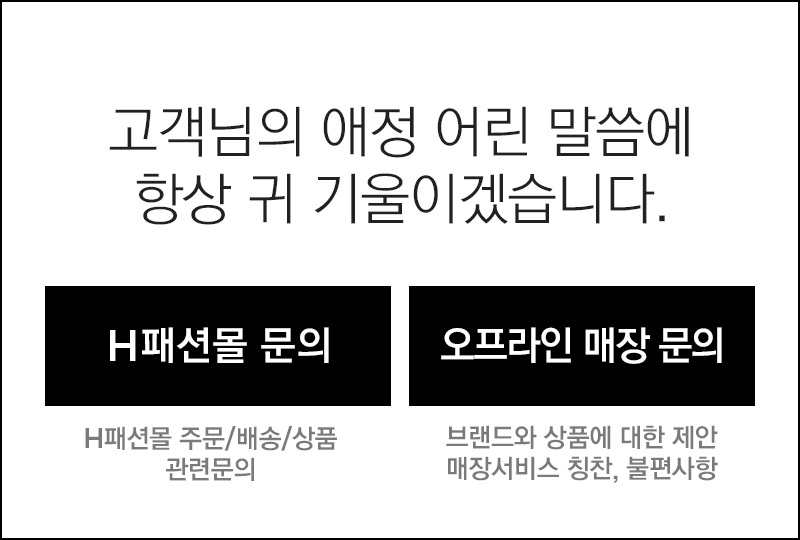 고객님의 애정 어린 말씀에
항상 귀 기울이겠습니다.
H패션몰 문의
오프라인 매장 문의
H패션몰 주문/배송/상품
관련문의
브랜드와 상품에 대한 제안
매장서비스 칭찬, 불편사항